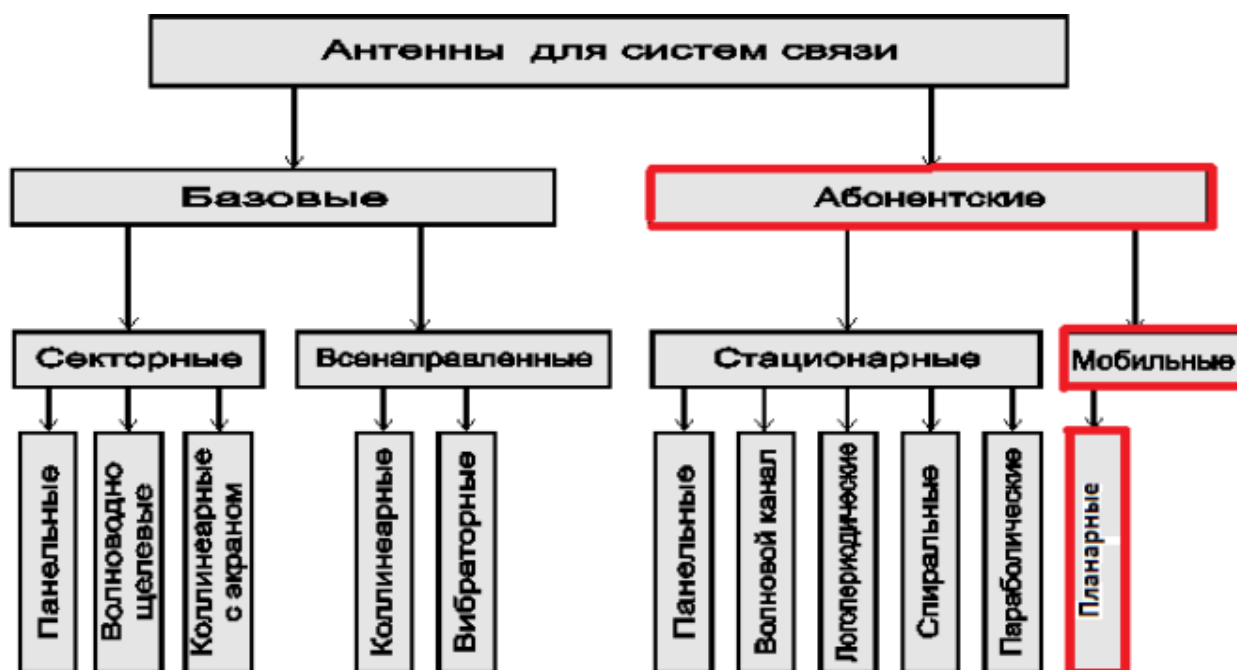 Антенны для систем связи
Базовые
Абонентские
Секторные
Всенаправленные
Стационарные
Мобильные
Панельные
Волноводно
щелевые
Коллинеарные
с экраном
Коллинеарные
Вибраторные
Панельные
Волновой канал
Логопериодические
Спиральные
Параболические
Планарные